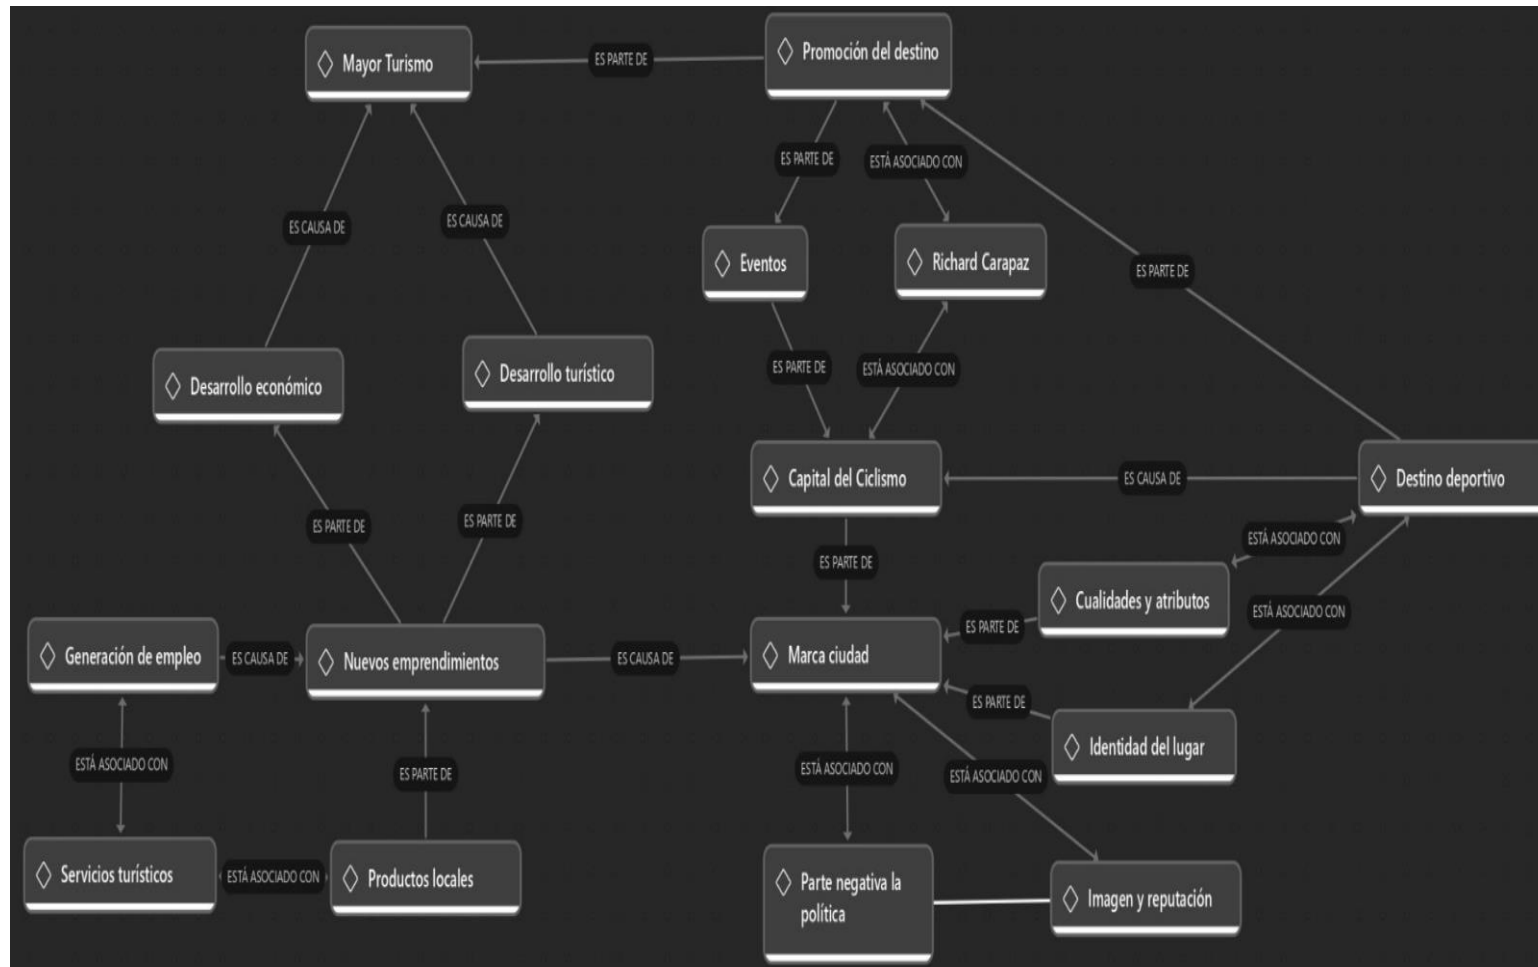 Mayor Turismo
ES PARTE DE
Promoción del destino
ES PARTE DE
ESTÁ ASOCIADO CON
ES CAUSA DE
ES CAUSA DE
Eventos
Richard Carapaz
ES PARTE DE
Desarrollo económico
Desarrollo turístico
ES PARTE DE
ESTÁ ASOCIADO CON
Capital del Ciclismo
ES CAUSA DE
Destino deportivo
ES PARTE DE
ES PARTE DE
ESTÁ ASOCIADO CON
ES PARTE DE
Cualidades y atributos
ESTÁ ASOCIADO CON
ES PARTE DE
Generación de empleo
ES CAUSA DE
Nuevos emprendimientos
ES CAUSA DE
Marca ciudad
ES PARTE DE
Identidad del lugar
ESTÁ ASOCIADO CON
ES PARTE DE
ESTÁ ASOCIADO CON
ESTÁ ASOCIADO CON
Servicios turísticos
ESTÁ ASOCIADO CON
Productos locales
Parte negativa la
política
Imagen y reputación